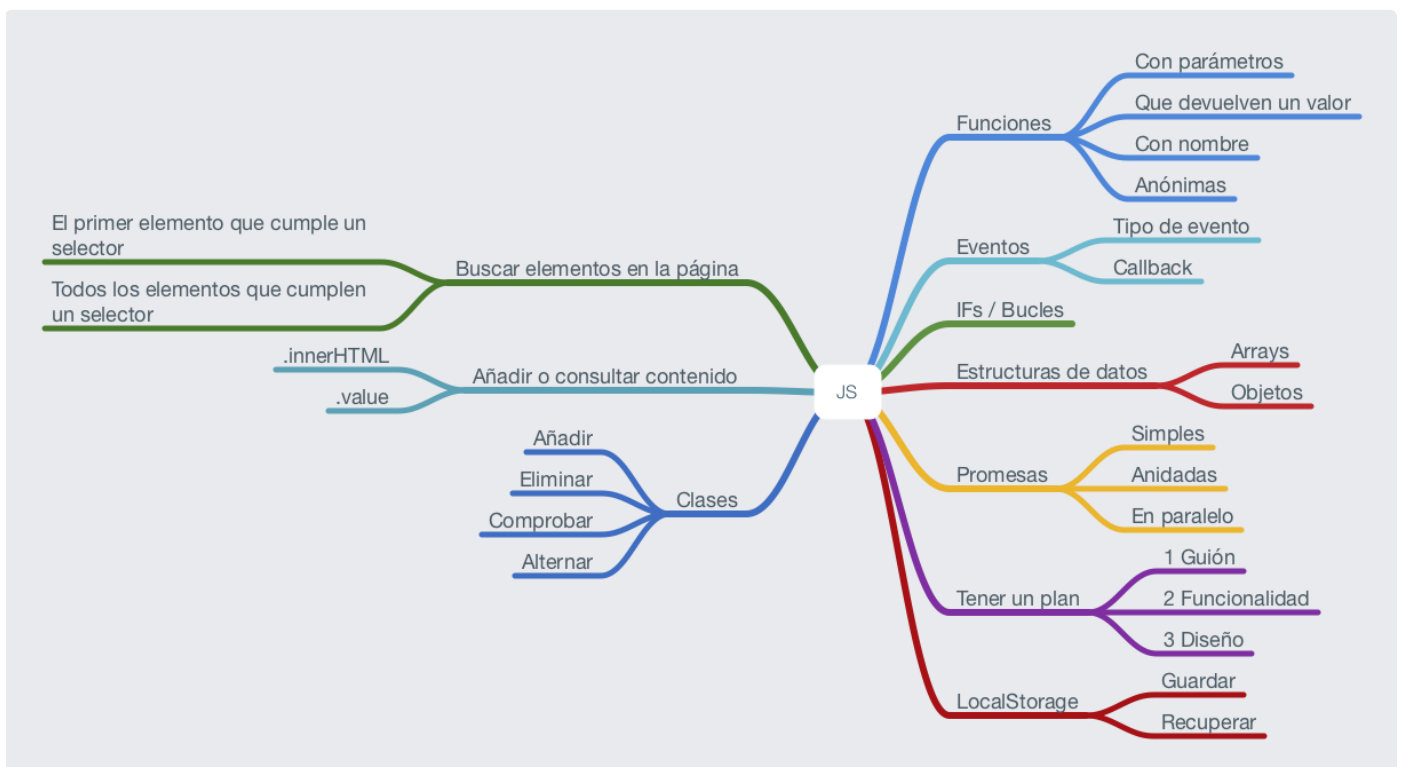 JS
Funciones
Con parámetros
Que devuelven un valor
Con nombre
Anónimas
Eventos
Tipo de evento
Callback
IFs / Bucles
Estructuras de datos
Arrays
Objetos
Promesas
Simples
Anidadas
En paralelo
Tener un plan
1 Guión
2 Funcionalidad
3 Diseño
LocalStorage
Guardar
Recuperar
Buscar elementos en la página
El primer elemento que cumple un
selector
Todos los elementos que cumplen
un selector
Añadir o consultar contenido
.innerHTML
.value
Clases
Añadir
Eliminar
Comprobar
Alternar